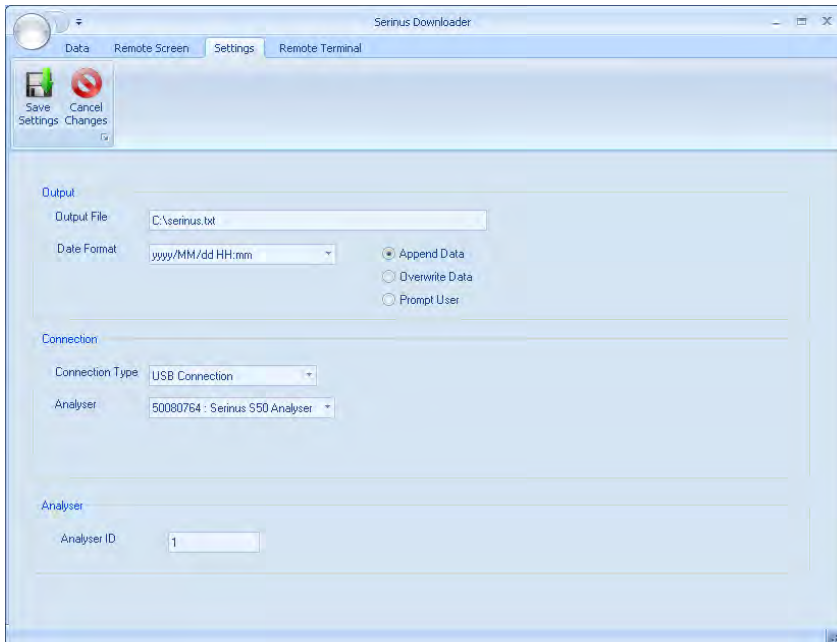 Serinus Downloader
Data Remote Screen Settings Remote Terminal
Save Settings
Cancel Changes
Output
Output File C:\serinus.txt
Date Format yyyy/MM/dd HH:mm
Append Data
Overwrite Data
Prompt User
Connection
Connection Type USB Connection
Analyser 50080764 : Serinus S50 Analyser
Analyser
Analyser ID 1